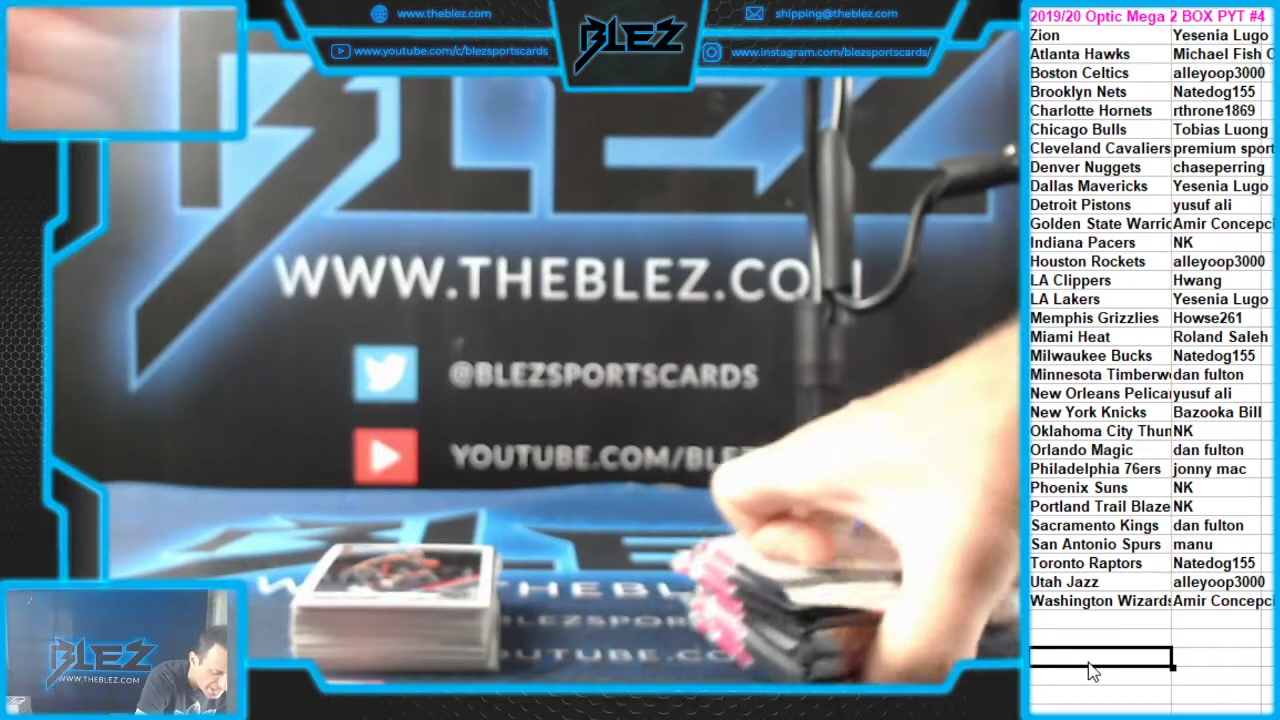 www.theblez.com
shipping@theblez.com
www.youtube.com/c/blezsportscards
www.instagram.com/blezsportscards/
BLEZ
BLEZ
WWW.THEBLEZ.COM
@BLEZSPORTSCARDS
YOUTUBE.COM/BLE
BLEZ
WWW.THEBLEZ.COM
2019/20 Optic Mega 2 BOX PYT #4
Zion Yesenia Lugo
Atlanta Hawks Michael Fish C
Boston Celtics alleyoop3000
Brooklyn Nets Natedog155
Charlotte Hornets rthrone1869
Chicago Bulls Tobias Luong
Cleveland Cavaliers premium sport
Denver Nuggets chaseperring
Dallas Mavericks Yesenia Lugo
Detroit Pistons yusuf ali
Golden State Warric Amir Concepci
Indiana Pacers NK
Houston Rockets alleyoop3000
LA Clippers Hwang
LA Lakers Yesenia Lugo
Memphis Grizzlies Howse261
Miami Heat Roland Saleh
Milwaukee Bucks Natedog155
Minnesota Timberw dan fulton
New Orleans Pelica yusuf ali
New York Knicks Bazooka Bill
Oklahoma City Thun NK
Orlando Magic dan fulton
Philadelphia 76ers jonny mac
Phoenix Suns NK
Portland Trail Blaze NK
Sacramento Kings dan fulton
San Antonio Spurs manu
Toronto Raptors Natedog155
Utah Jazz alleyoop3000
Washington Wizards Amir Concepci